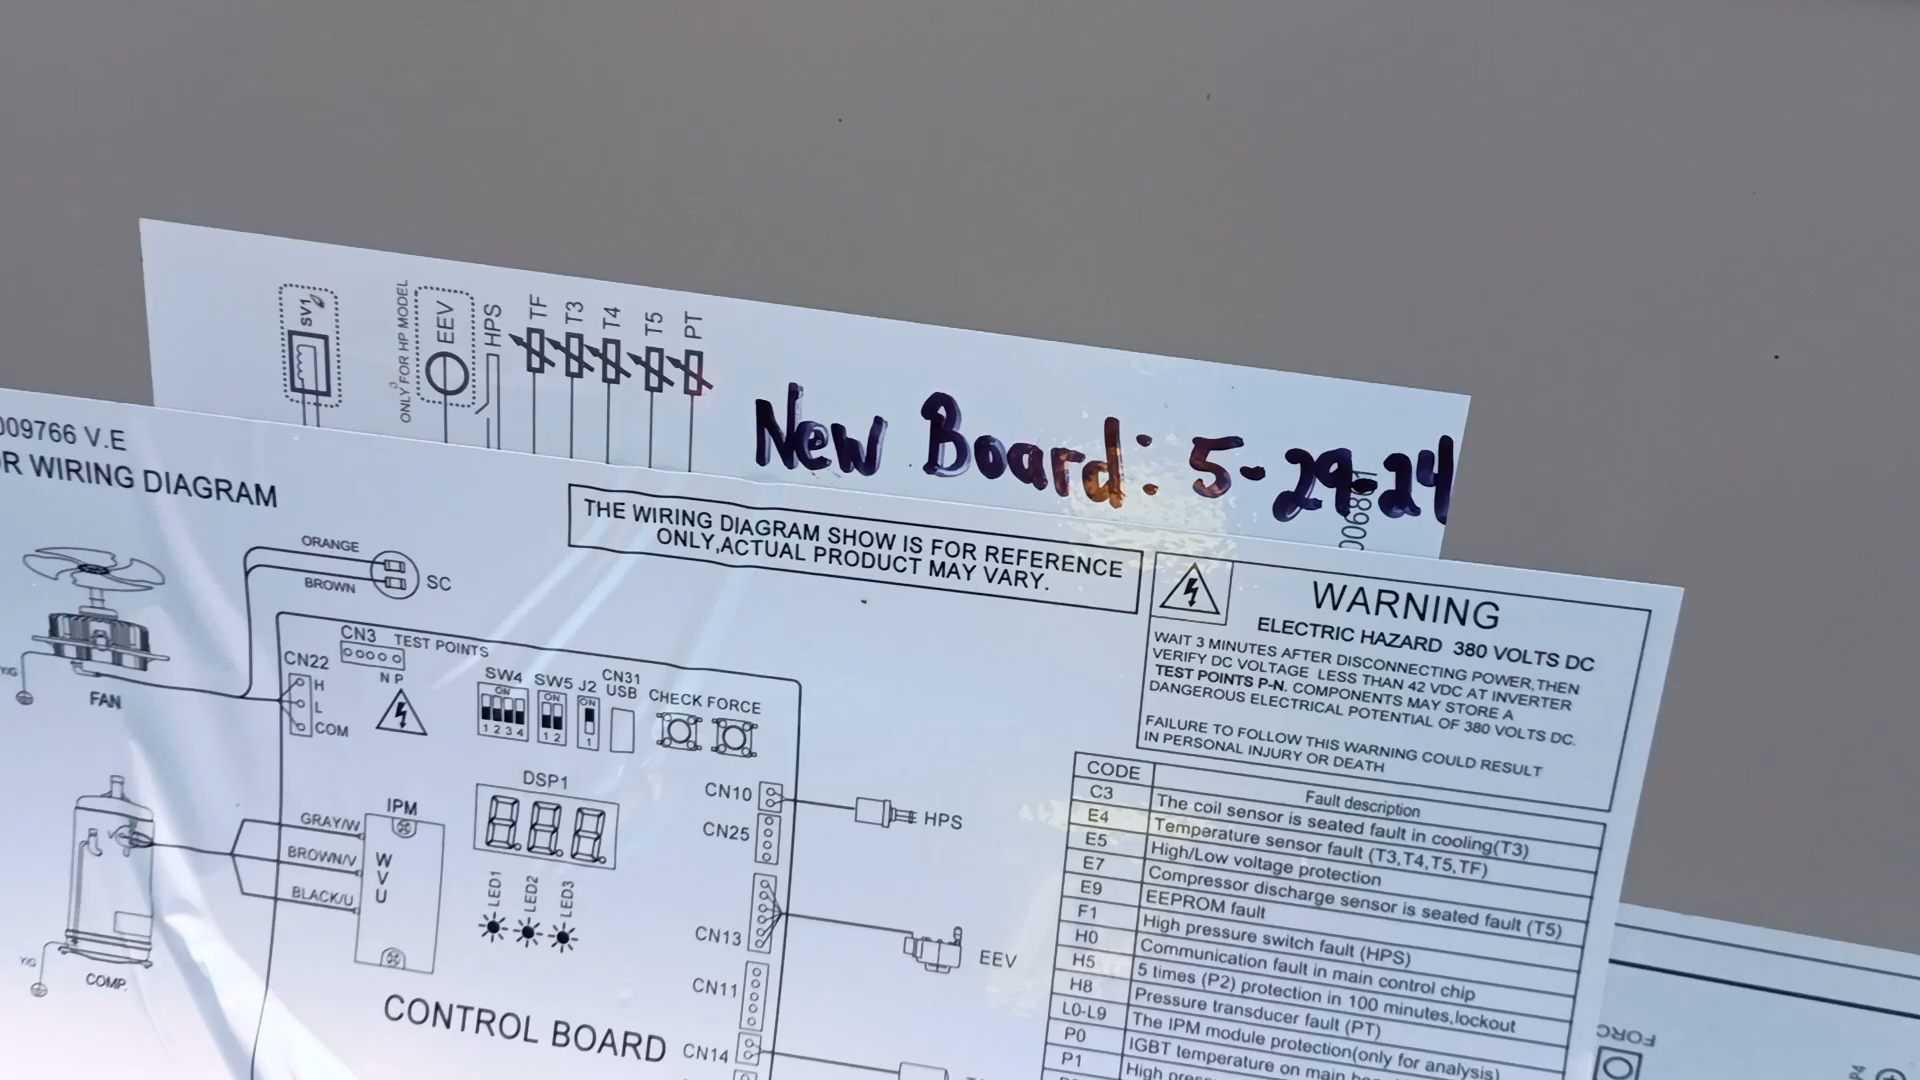 SV1
ONLY FOR HP MODEL
EEV
HPS
TF
T3
T4
T5
PT
New Board: 5-29-24
009766 V.E
R WIRING DIAGRAM
THE WIRING DIAGRAM SHOW IS FOR REFERENCE
ONLY,ACTUAL PRODUCT MAY VARY.
ORANGE
BROWN
SC
Y/G
FAN
CN22
H
L
COM
CN3 TEST POINTS
N P
SW4
ON
1 2 3 4
SW5
ON
1 2
J2
ON
1
CN31
USB
CHECK FORCE
DSP1
LED1
LED2
LED3
IPM
W
V
U
GRAY/W
BROWN/V
BLACK/U
Y/G
COMP.
CONTROL BOARD
CN10
HPS
CN25
CN13
EEV
CN11
CN14
WARNING
ELECTRIC HAZARD 380 VOLTS DC
WAIT 3 MINUTES AFTER DISCONNECTING POWER,THEN
VERIFY DC VOLTAGE LESS THAN 42 VDC AT INVERTER
TEST POINTS P-N. COMPONENTS MAY STORE A
DANGEROUS ELECTRICAL POTENTIAL OF 380 VOLTS DC.
FAILURE TO FOLLOW THIS WARNING COULD RESULT
IN PERSONAL INJURY OR DEATH
CODE Fault description
C3 The coil sensor is seated fault in cooling(T3)
E4 Temperature sensor fault (T3,T4,T5,TF)
E5 High/Low voltage protection
E7 Compressor discharge sensor is seated fault (T5)
E9 EEPROM fault
F1 High pressure switch fault (HPS)
H0 Communication fault in main control chip
H5 5 times (P2) protection in 100 minutes,lockout
H8 Pressure transducer fault (PT)
L0-L9 The IPM module protection(only for analysis)
P0 IGBT temperature on main
P1 High
FORC
P4